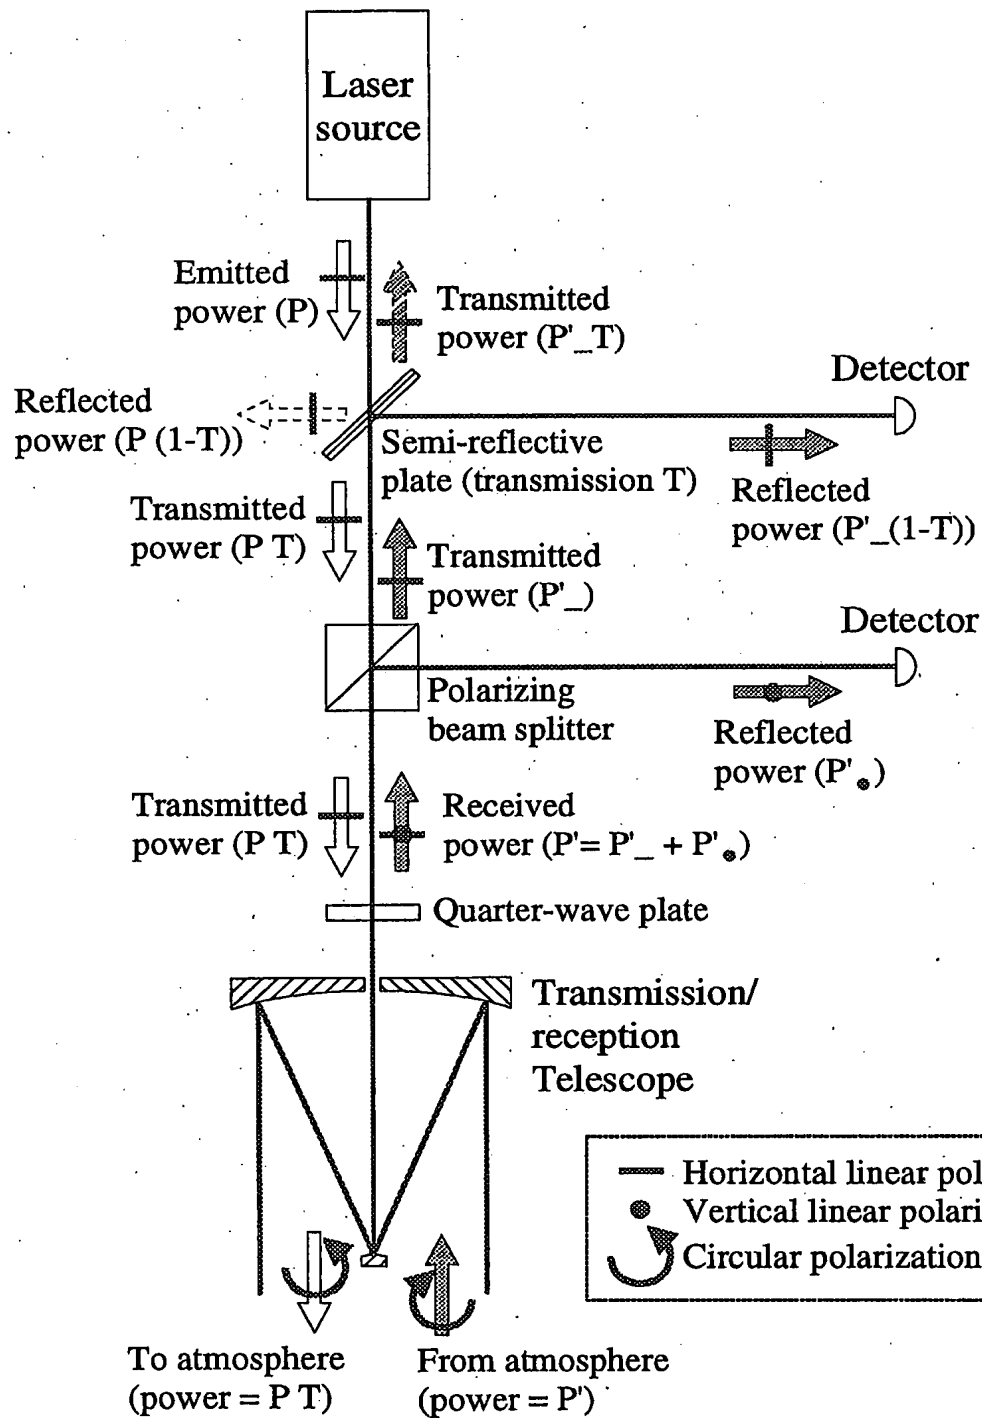 Laser
source
Emitted
power (P)
Transmitted
power (P'_T)
Detector
Reflected
power (P (1-T))
Semi-reflective
plate (transmission T)
Reflected
power (P'_(1-T))
Transmitted
power (P T)
Transmitted
power (P'_)
Detector
Polarizing
beam splitter
Reflected
power (P'●)
Transmitted
power (P T)
Received
power (P'= P'_ + P'●)
Quarter-wave plate
Transmission/
reception
Telescope
Horizontal linear pol
Vertical linear polari
Circular polarization
To atmosphere
(power = P T)
From atmosphere
(power = P')